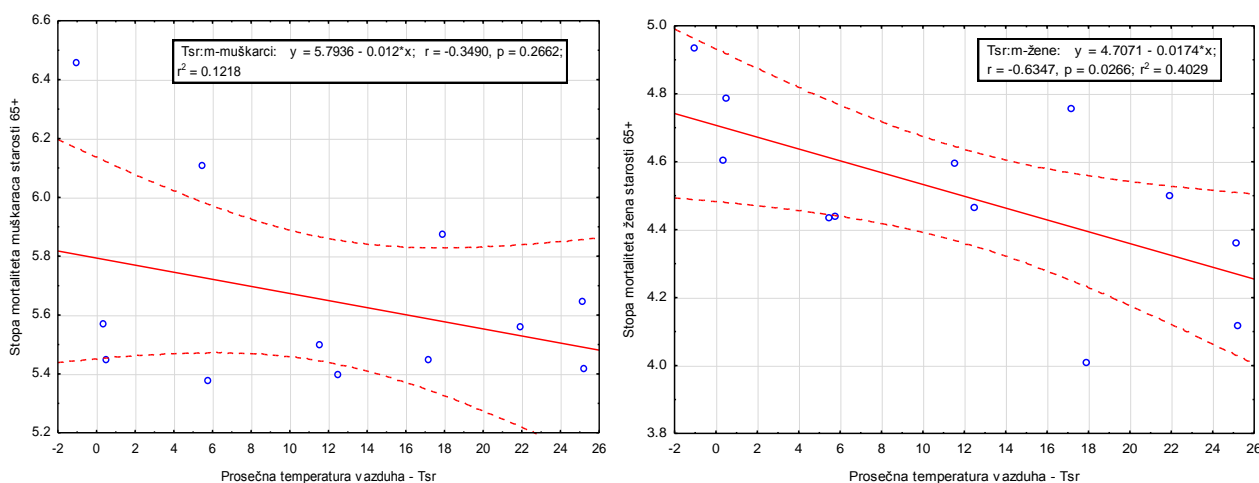 Tsr:m-muškarci: y = 5.7936 - 0.012*x; r = -0.3490, p = 0.2662;
r² = 0.1218
Stopa mortaliteta muškaraca starosti 65+
6.6
6.4
6.2
6.0
5.8
5.6
5.4
5.2
-2 0 2 4 6 8 10 12 14 16 18 20 22 24 26
Prosečna temperatura vazduha - Tsr
Tsr:m-žene: y = 4.7071 - 0.0174*x;
r = -0.6347, p = 0.0266; r² = 0.4029
Stopa mortaliteta žena starosti 65+
5.0
4.8
4.6
4.4
4.2
4.0
3.8
-2 0 2 4 6 8 10 12 14 16 18 20 22 24 26
Prosečna temperatura vazduha - Tsr